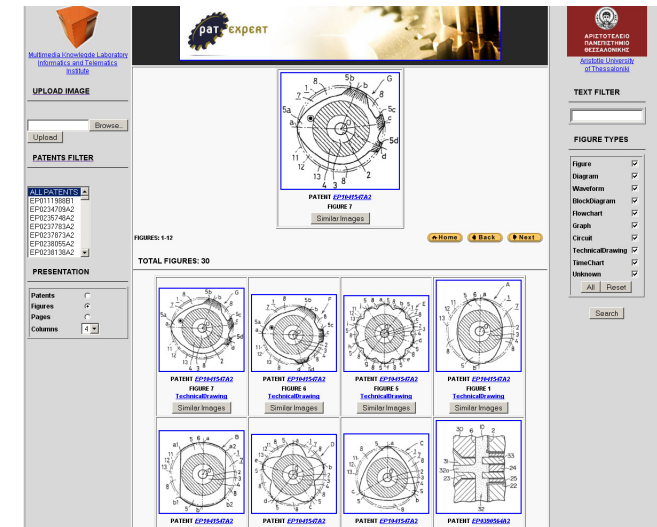 Multimedia Knowlegde Laboratory
Informatics and Telematics
Institute
UPLOAD IMAGE
Browse...
Upload
PATENTS FILTER
ALL PATENTS
EP0111988B1
EP0234709A2
EP0235748A2
EP0237783A2
EP0237873A2
EP0238055A2
EP0238138A2
PRESENTATION
Patents
Figures
Pages
Columns 4
pat expert
PATENT EP1041547A2
FIGURE 7
Similar Images
FIGURES: 1-12
Home Back Next
TOTAL FIGURES: 30
PATENT EP1041547A2 PATENT EP1041547A2 PATENT EP1041547A2 PATENT EP1041547A2
FIGURE 7 FIGURE 6 FIGURE 5 FIGURE 1
TechnicalDrawing TechnicalDrawing TechnicalDrawing TechnicalDrawing
Similar Images Similar Images Similar Images Similar Images
PATENT EP1041547A2 PATENT EP1041547A2 PATENT EP1041547A2 PATENT EP0390564A2
ΑΡΙΣΤΟΤΕΛΕΙΟ
ΠΑΝΕΠΙΣΤΗΜΙΟ
ΘΕΣΣΑΛΟΝΙΚΗΣ
Aristotle University
of Thessaloniki
TEXT FILTER
FIGURE TYPES
Figure
Diagram
Waveform
BlockDiagram
Flowchart
Graph
Circuit
TechnicalDrawing
TimeChart
Unknown
All Reset
Search